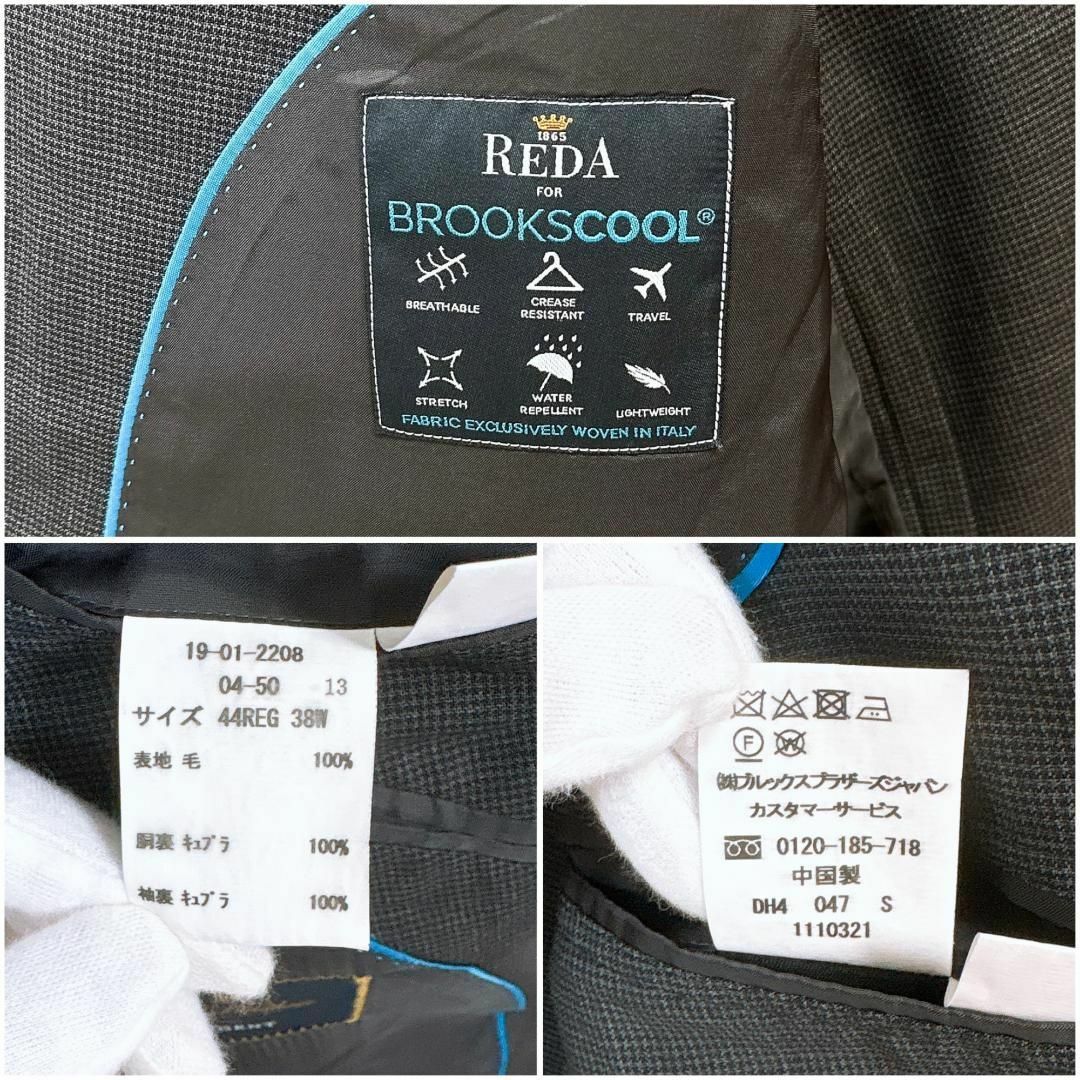 1865
REDA
FOR
BROOKSCOOL®
BREATHABLE
CREASE
RESISTANT
TRAVEL
STRETCH
WATER
REPELLENT
LIGHTWEIGHT
FABRIC EXCLUSIVELY WOVEN IN ITALY
19-01-2208
04-50 13
サイズ 44REG 38W
表地 毛 100%
胴裏 キュプラ 100%
袖裏 キュプラ 100%
F
W
㈱ブルックスブラザーズジャパン
カスタマーサービス
0120-185-718
中国製
DH4 047 S
1110321